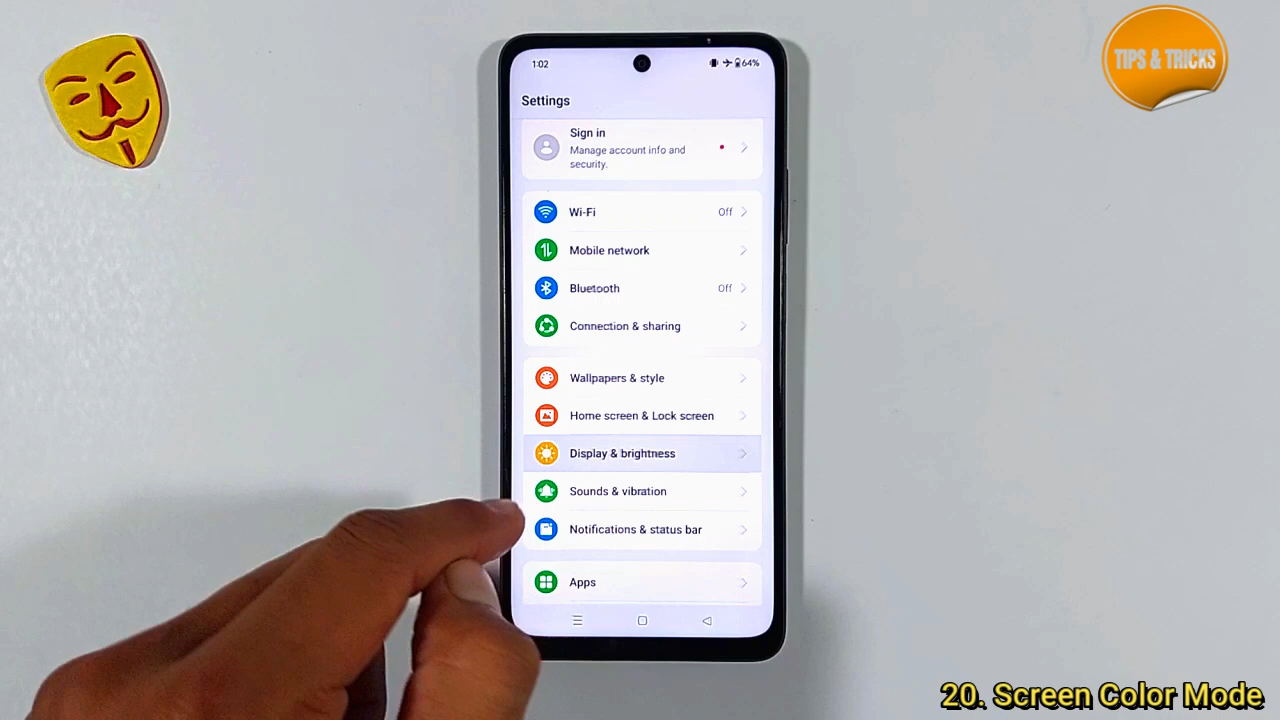 TIPS & TRICKS
1:02
64%
Settings
Sign in
Manage account info and
security.
Wi-Fi
Off
Mobile network
Bluetooth
Off
Connection & sharing
Wallpapers & style
Home screen & Lock screen
Display & brightness
Sounds & vibration
Notifications & status bar
Apps
20. Screen Color Mode